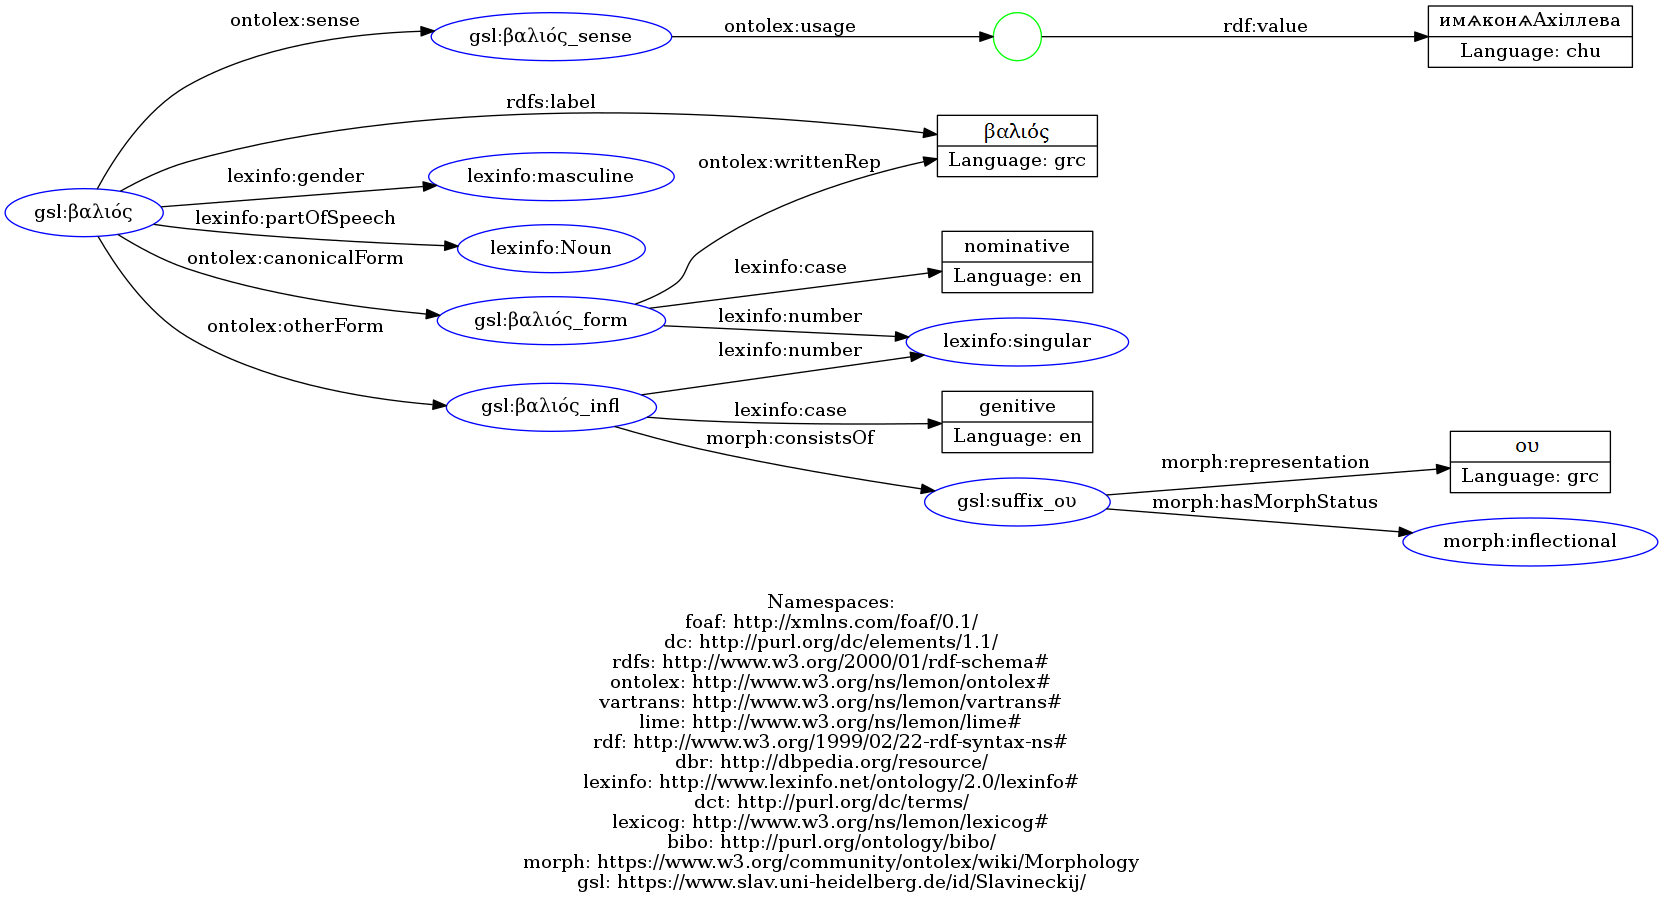 ontolex:sense
gsl:βαλιός_sense
ontolex:usage
rdf:value
имѧконѧАхіллева
Language: chu
rdfs:label
βαλιός
Language: grc
ontolex:writtenRep
lexinfo:gender
lexinfo:masculine
gsl:βαλιός
lexinfo:partOfSpeech
lexinfo:Noun
ontolex:canonicalForm
nominative
Language: en
lexinfo:case
gsl:βαλιός_form
lexinfo:number
lexinfo:singular
ontolex:otherForm
lexinfo:number
gsl:βαλιός_infl
lexinfo:case
genitive
Language: en
morph:consistsOf
gsl:suffix_ου
morph:representation
ου
Language: grc
morph:hasMorphStatus
morph:inflectional
Namespaces:
foaf: http://xmlns.com/foaf/0.1/
dc: http://purl.org/dc/elements/1.1/
rdfs: http://www.w3.org/2000/01/rdf-schema#
ontolex: http://www.w3.org/ns/lemon/ontolex#
vartrans: http://www.w3.org/ns/lemon/vartrans#
lime: http://www.w3.org/ns/lemon/lime#
rdf: http://www.w3.org/1999/02/22-rdf-syntax-ns#
dbr: http://dbpedia.org/resource/
lexinfo: http://www.lexinfo.net/ontology/2.0/lexinfo#
dct: http://purl.org/dc/terms/
lexicog: http://www.w3.org/ns/lemon/lexicog#
bibo: http://purl.org/ontology/bibo/
morph: https://www.w3.org/community/ontolex/wiki/Morphology
gsl: https://www.slav.uni-heidelberg.de/id/Slavineckij/